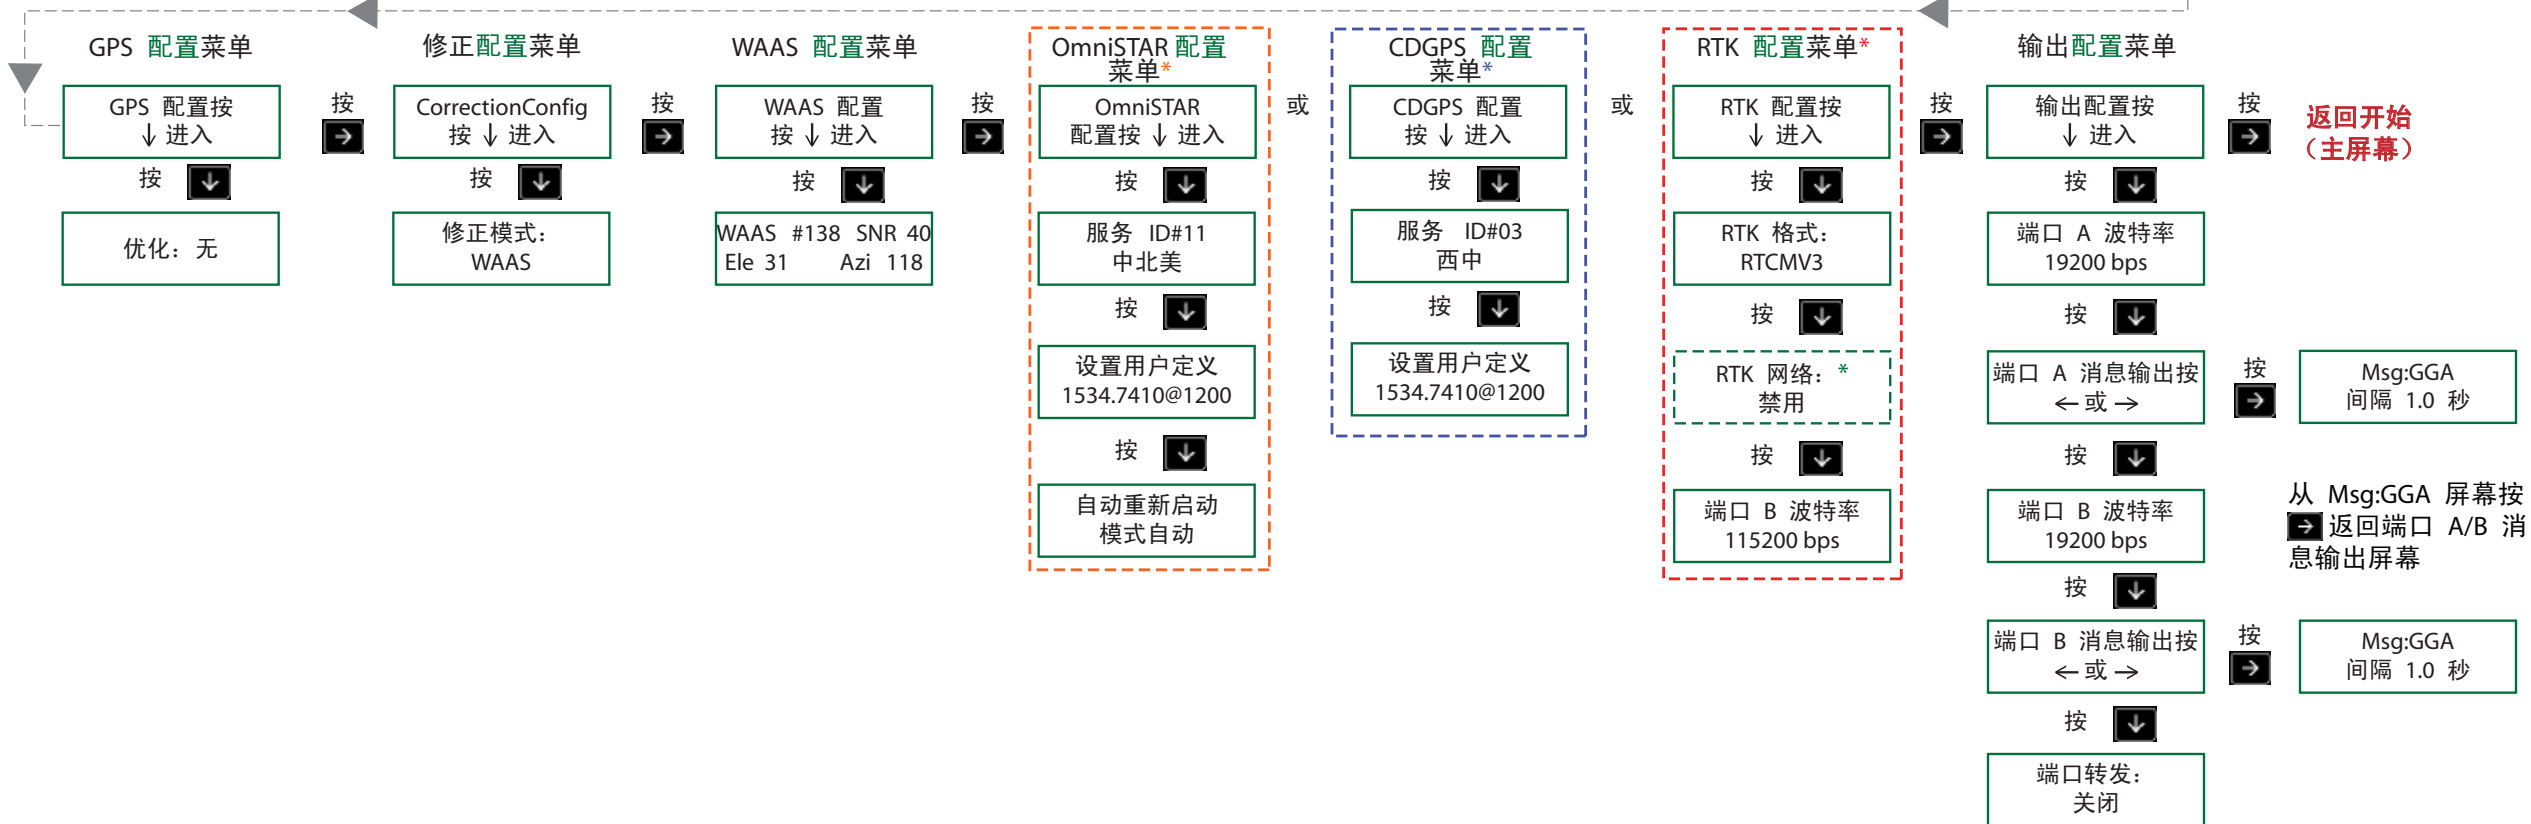 GPS 配置菜单
GPS 配置按
↓ 进入
按 ↓
优化：无
按
→
修正配置菜单
CorrectionConfig
按 ↓ 进入
按 ↓
修正模式：
WAAS
按
→
WAAS 配置菜单
WAAS 配置
按 ↓ 进入
按 ↓
WAAS #138 SNR 40
Ele 31 Azi 118
按
→
OmniSTAR 配置
菜单*
OmniSTAR
配置按 ↓ 进入
按 ↓
服务 ID#11
中北美
按 ↓
设置用户定义
1534.7410@1200
按 ↓
自动重新启动
模式自动
或
CDGPS 配置
菜单*
CDGPS 配置
按 ↓ 进入
按 ↓
服务 ID#03
西中
按 ↓
设置用户定义
1534.7410@1200
或
RTK 配置菜单*
RTK 配置按
↓ 进入
按 ↓
RTK 格式：
RTCMV3
按 ↓
RTK 网络：*
禁用
按 ↓
端口 B 波特率
115200 bps
按
→
输出配置菜单
输出配置按
↓ 进入
按 ↓
端口 A 波特率
19200 bps
按 ↓
端口 A 消息输出按
← 或 →
按 ↓
端口 B 波特率
19200 bps
按 ↓
端口 B 消息输出按
← 或 →
按 ↓
端口转发：
关闭
按
→
返回开始
（主屏幕）
按
→
Msg:GGA
间隔 1.0 秒
从 Msg:GGA 屏幕按
→ 返回端口 A/B 消
息输出屏幕
按
→
Msg:GGA
间隔 1.0 秒